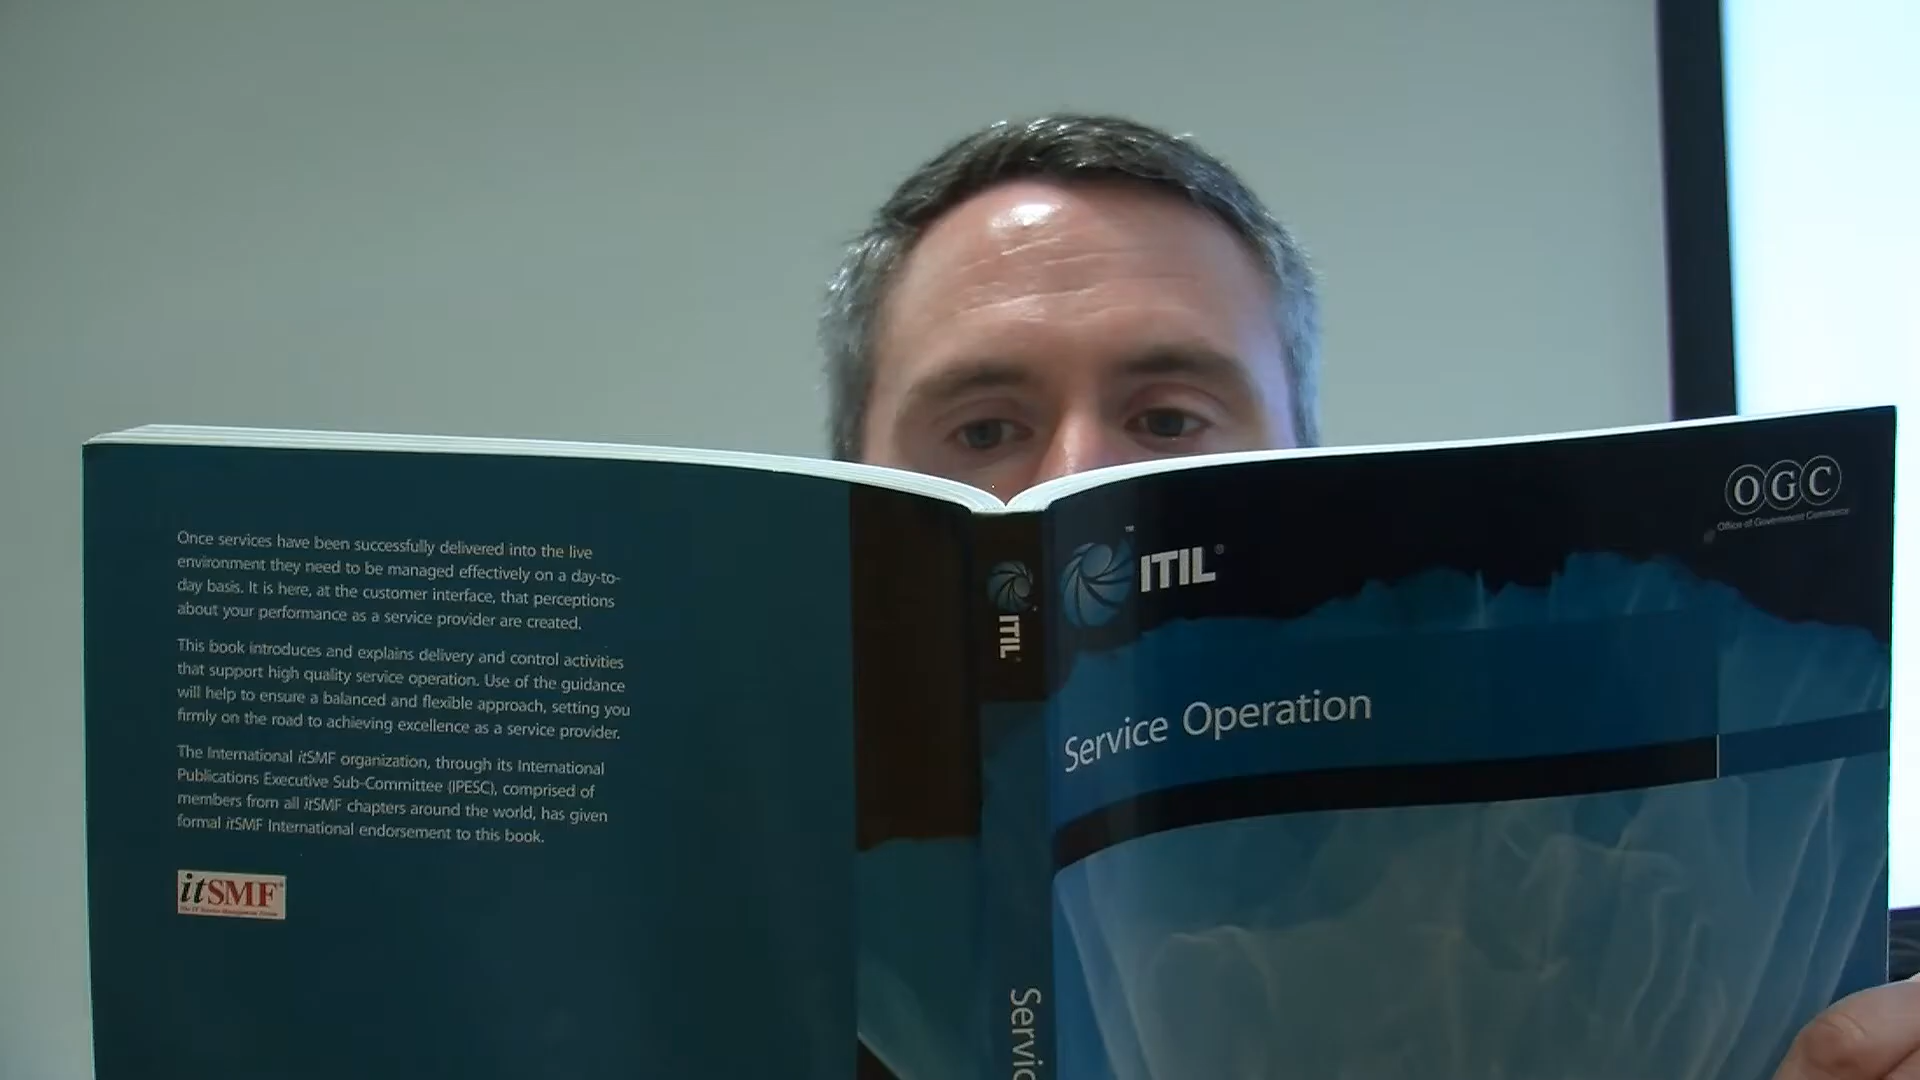 Once services have been successfully delivered into the live
environment they need to be managed effectively on a day-to-
day basis. It is here, at the customer interface, that perceptions
about your performance as a service provider are created.
This book introduces and explains delivery and control activities
that support high quality service operation. Use of the guidance
will help to ensure a balanced and flexible approach, setting you
firmly on the road to achieving excellence as a service provider.
The International itSMF organization, through its International
Publications Executive Sub-Committee (IPESC), comprised of
members from all itSMF chapters around the world, has given
formal itSMF International endorsement to this book.
itSMF
The IT Service Management Forum
ITIL
Servic
OGC
Office of Government Commerce
ITIL®
Service Operation